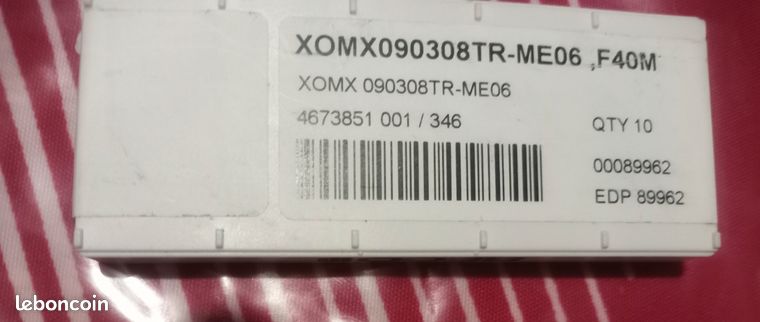 XOMX090308TR-ME06 ,F40M
XOMX 090308TR-ME06
4673851 001 / 346
QTY 10
00089962
EDP 89962
leboncoin